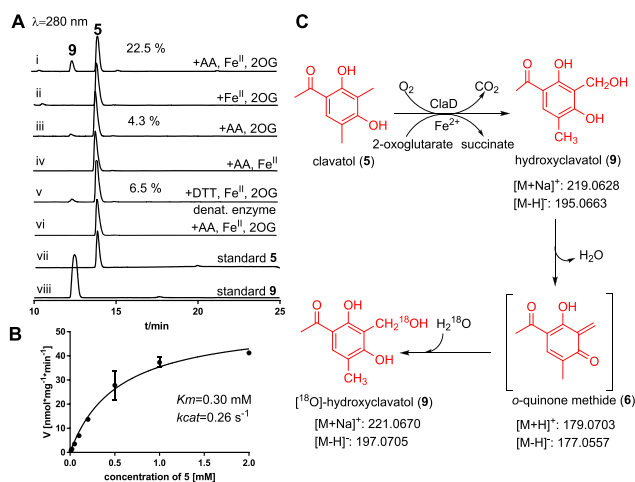 A
λ=280 nm
9
5
i
22.5 %
+AA, Fe^II, 2OG
ii
+Fe^II, 2OG
iii
4.3 %
+AA, 2OG
iv
+AA, Fe^II
v
6.5 %
+DTT, Fe^II, 2OG
denat. enzyme
vi
+AA, Fe^II, 2OG
vii
standard 5
viii
standard 9
10
15
20
25
t/min
B
V [nmol*mg⁻¹*min⁻¹]
50
40
30
20
10
0
0.0
0.5
1.0
1.5
2.0
concentration of 5 [mM]
Km=0.30 mM
kcat=0.26 s⁻¹
C
O
OH
OH
clavatol (5)
O₂
CO₂
ClaD
Fe²⁺
2-oxoglutarate
succinate
O
OH
CH₂OH
OH
CH₃
hydroxyclavatol (9)
[M+Na]⁺: 219.0628
[M-H]⁻: 195.0663
H₂O
OH
O
O
o-quinone methide (6)
[M+H]⁺: 179.0703
[M-H]⁻: 177.0557
H₂¹⁸O
O
OH
CH₂¹⁸OH
OH
CH₃
[¹⁸O]-hydroxyclavatol (9)
[M+Na]⁺: 221.0670
[M-H]⁻: 197.0705